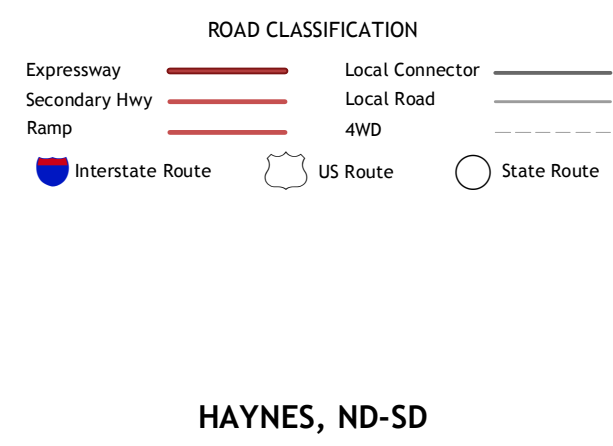 ROAD CLASSIFICATION
Expressway
Local Connector
Secondary Hwy
Local Road
Ramp
4WD
Interstate Route
US Route
State Route
HAYNES, ND-SD